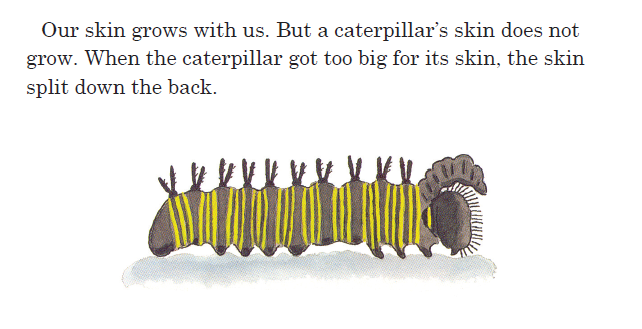 Our skin grows with us. But a caterpillar's skin does not
grow. When the caterpillar got too big for its skin, the skin
split down the back.